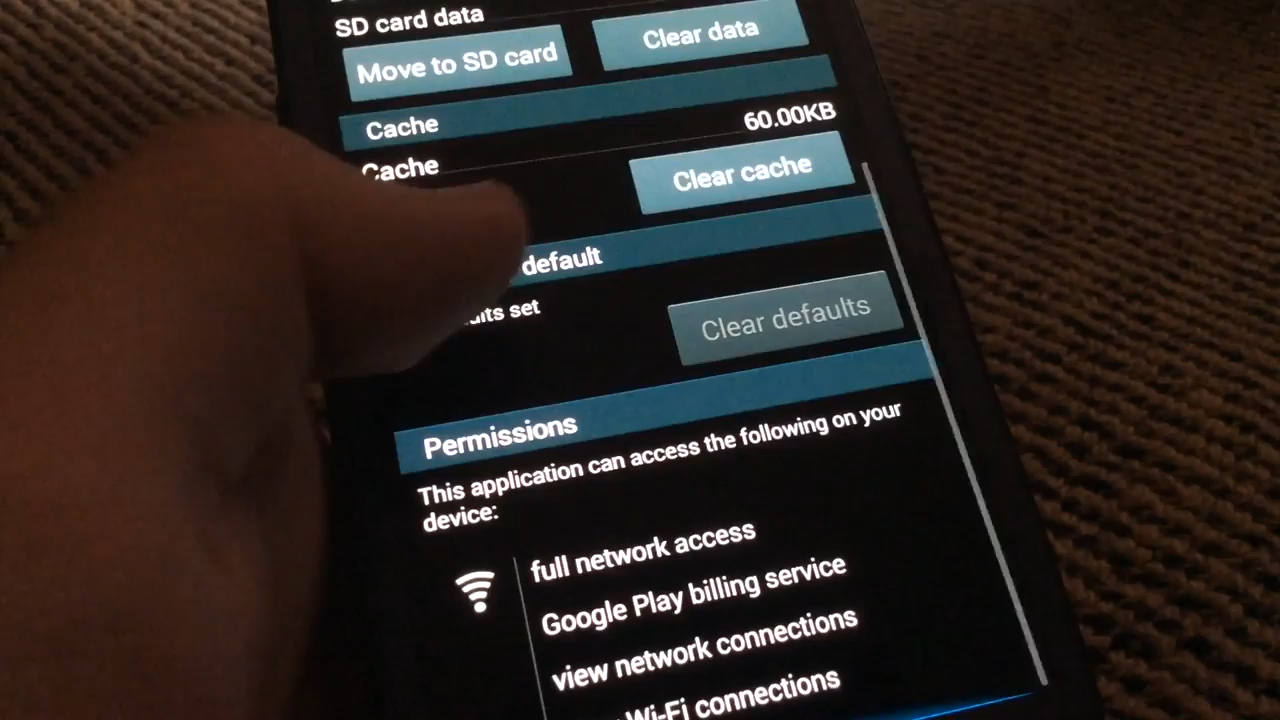 SD card data
Move to SD card
Clear data
Cache
Cache
60.00KB
Clear cache
default
set
Clear defaults
Permissions
This application can access the following on your
device:
full network access
Google Play billing service
view network connections
Wi-Fi connections